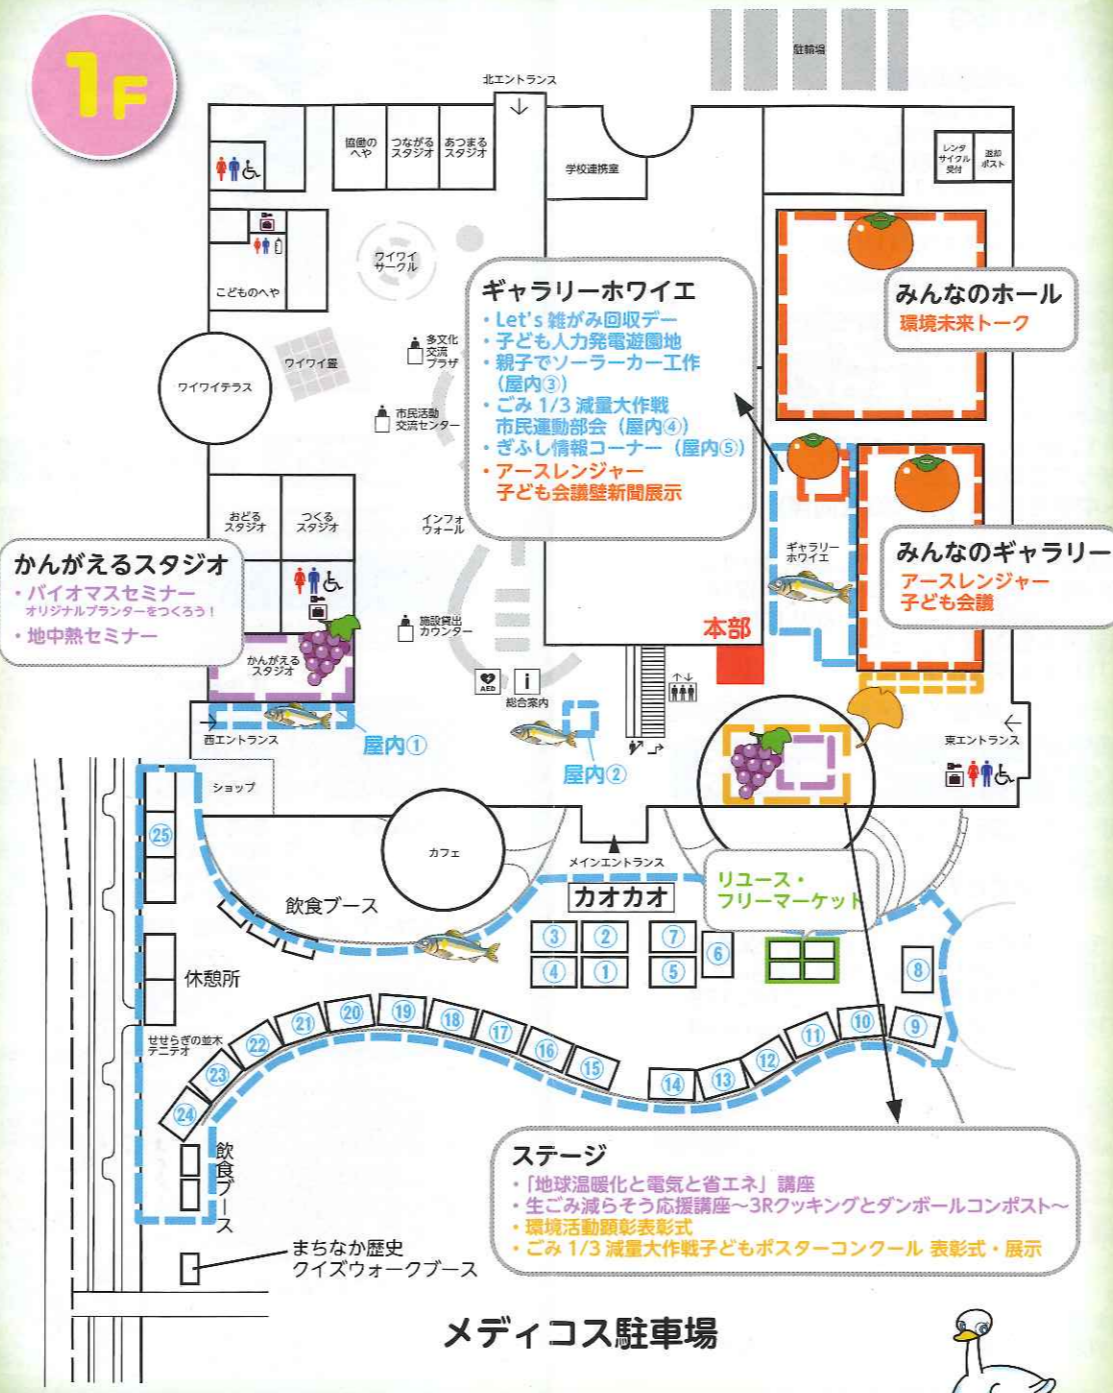 1F
駐輪場
北エントランス
協働の
へや
つながる
スタジオ
あつまる
スタジオ
学校連携室
レンタ
サイクル
受付
返却
ポスト
ワイワイ
サークル
こどものへや
ギャラリーホワイエ
・Let's 雑がみ回収デー
・子ども人力発電遊園地
・親子でソーラーカー工作
(屋内③)
・ごみ 1/3 減量大作戦
市民運動部会(屋内④)
・ぎふし情報コーナー(屋内⑤)
・アースレンジャー
子ども会議壁新聞展示
みんなのホール
環境未来トーク
ワイワイテラス
ワイワイ畳
多文化
交流
プラザ
市民活動
交流センター
おどる
スタジオ
つくる
スタジオ
インフォ
ウォール
ギャラリー
ホワイエ
みんなのギャラリー
アースレンジャー
子ども会議
かんがえるスタジオ
・バイオマスセミナー
オリジナルプランターをつくろう!
・地中熱セミナー
施設貸出
カウンター
本部
かんがえる
スタジオ
AED
i
総合案内
西エントランス
屋内①
屋内②
東エントランス
ショップ
カフェ
メインエントランス
カオカオ
リユース・
フリーマーケット
飲食ブース
㉕
③
②
⑦
⑥
④
①
⑤
⑧
休憩所
せせらぎの並木
テニテオ
㉔
㉓
㉒
㉑
⑳
⑲
⑱
⑰
⑯
⑮
⑭
⑬
⑫
⑪
⑩
⑨
飲食ブース
ステージ
・「地球温暖化と電気と省エネ」講座
・生ごみ減らそう応援講座～3Rクッキングとダンボールコンポスト～
・環境活動顕彰表彰式
・ごみ 1/3 減量大作戦子どもポスターコンクール 表彰式・展示
まちなか歴史
クイズウォークブース
メディコス駐車場